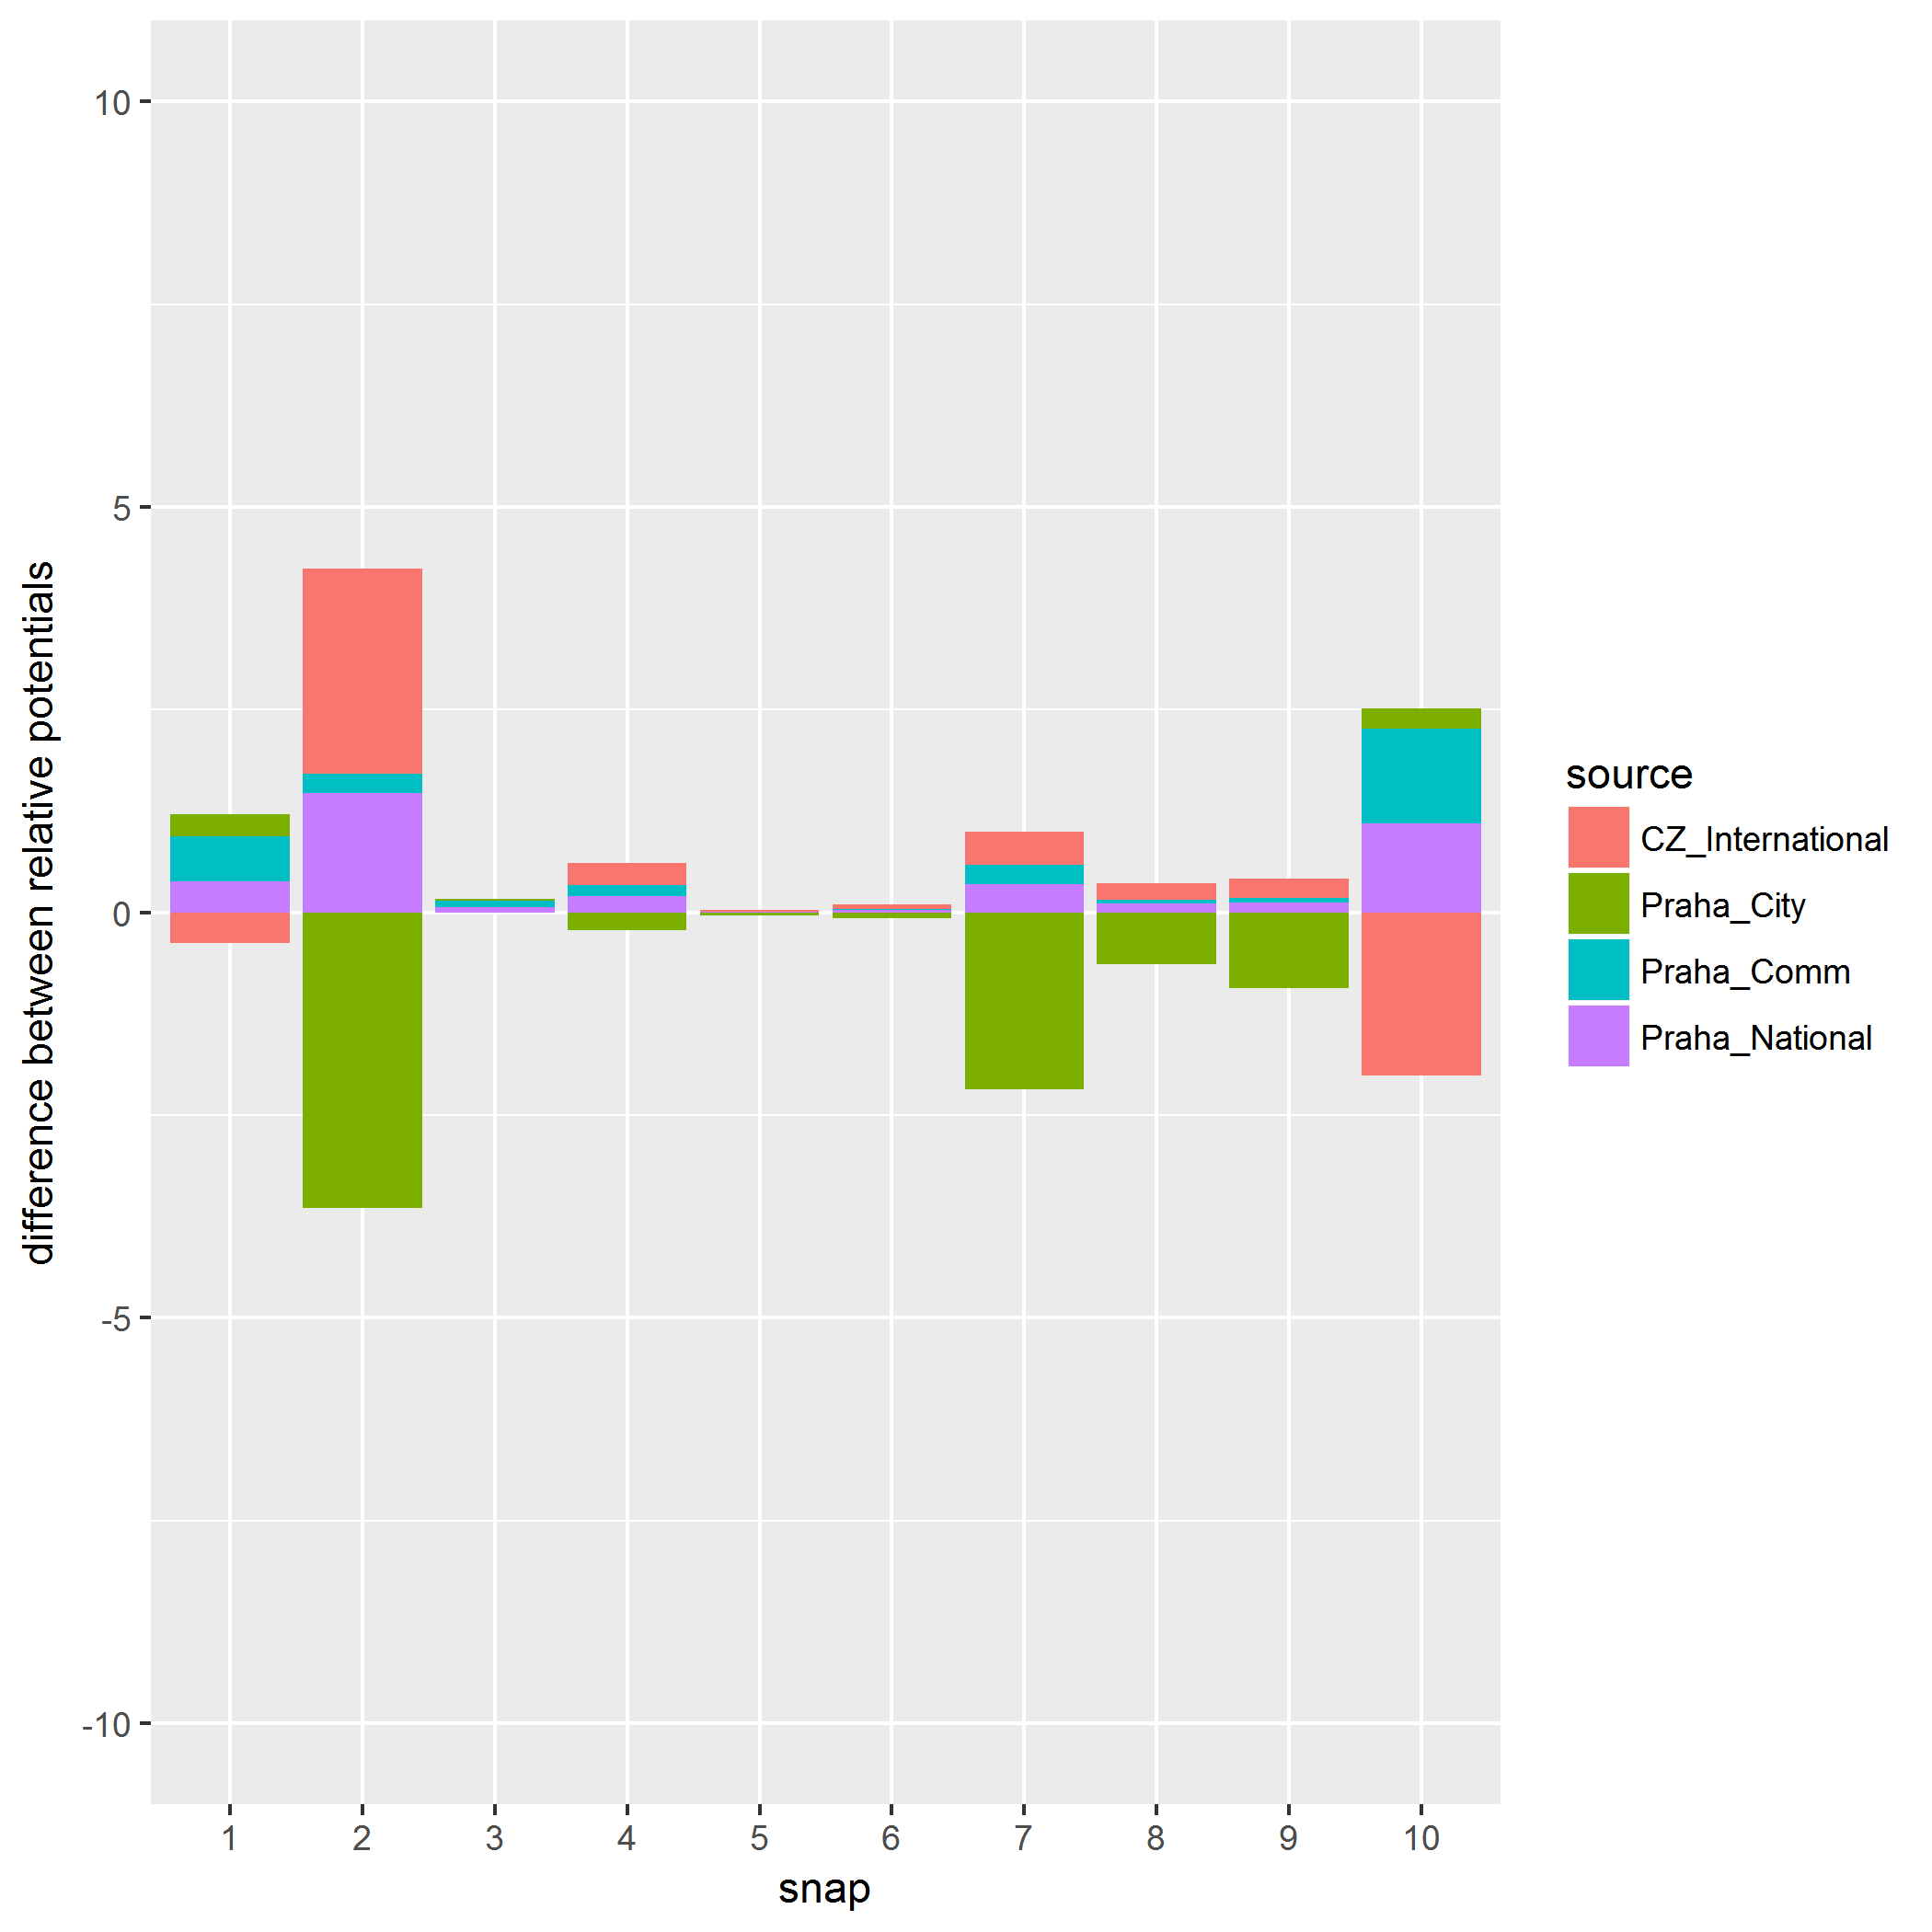 difference between relative potentials
10
5
0
-5
-10
1 2 3 4 5 6 7 8 9 10
snap
source
CZ_International
Praha_City
Praha_Comm
Praha_National